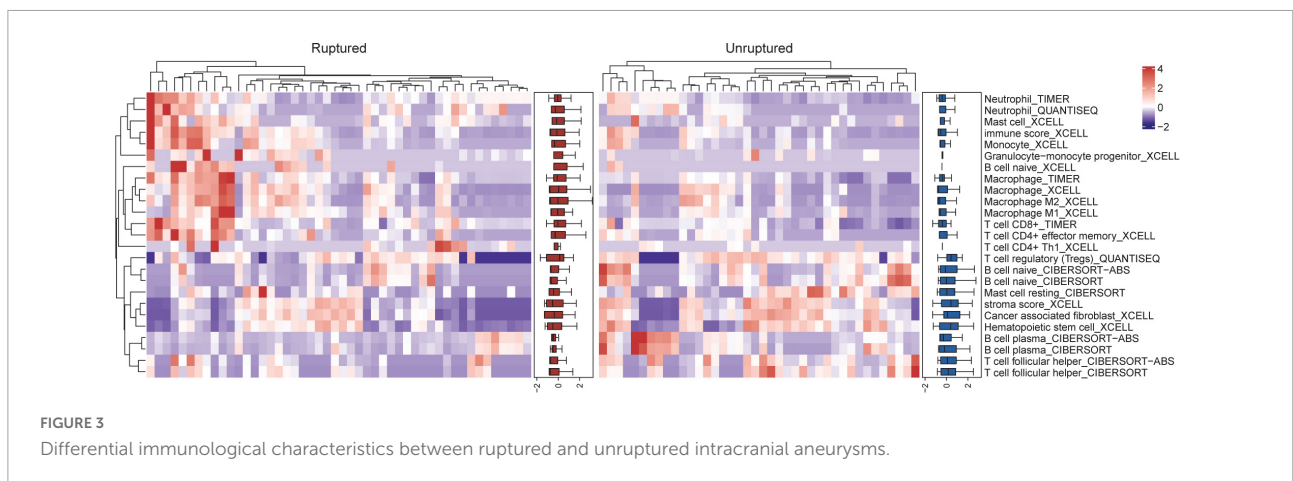 Ruptured
Unruptured
4
2
0
−2
Neutrophil_TIMER
Neutrophil_QUANTISEQ
Mast cell_XCELL
immune score_XCELL
Monocyte_XCELL
Granulocyte−monocyte progenitor_XCELL
B cell naive_XCELL
Macrophage_TIMER
Macrophage_XCELL
Macrophage M2_XCELL
Macrophage M1_XCELL
T cell CD8+_TIMER
T cell CD4+ effector memory_XCELL
T cell CD4+ Th1_XCELL
T cell regulatory (Tregs)_QUANTISEQ
B cell naive_CIBERSORT−ABS
B cell naive_CIBERSORT
Mast cell resting_CIBERSORT
Stroma score_XCELL
Cancer associated fibroblast_XCELL
Hematopoietic stem cell_XCELL
B cell plasma_CIBERSORT−ABS
B cell plasma_CIBERSORT
T cell follicular helper_CIBERSORT−ABS
T cell follicular helper_CIBERSORT
−2 0 2
−2 0 2
FIGURE 3
Differential immunological characteristics between ruptured and unruptured intracranial aneurysms.